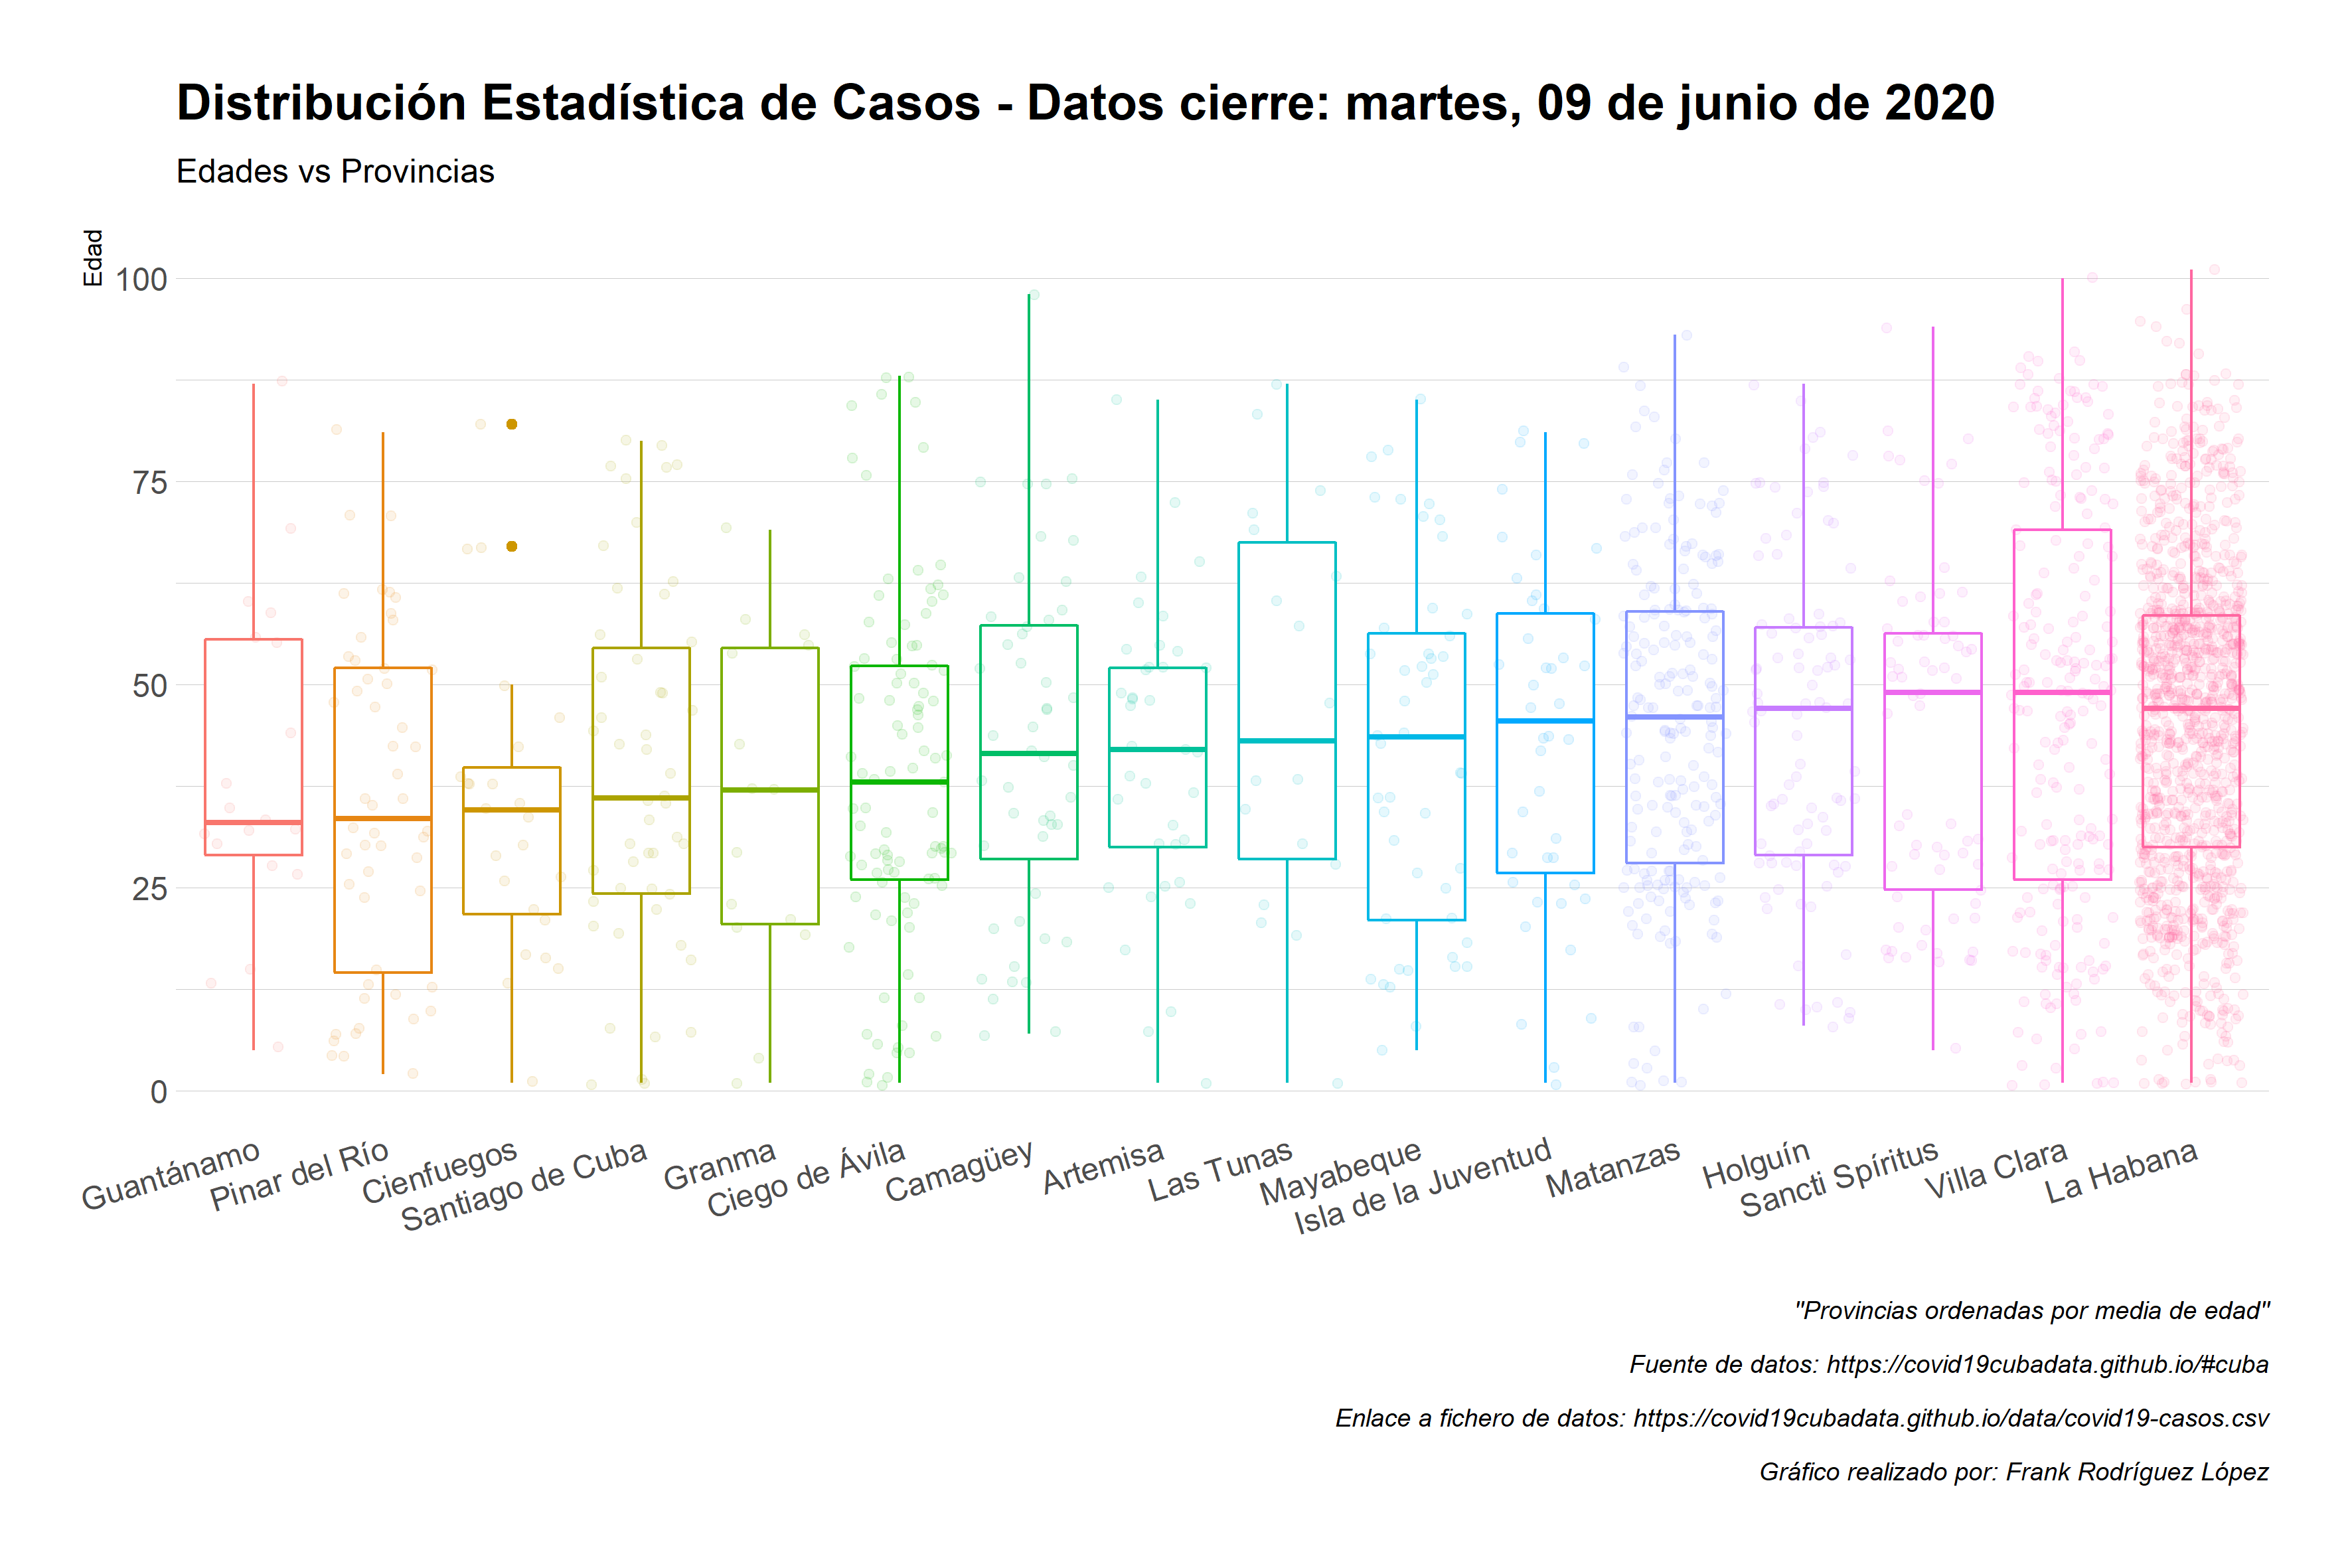 Distribución Estadística de Casos - Datos cierre: martes, 09 de junio de 2020
Edades vs Provincias
Edad
100
75
50
25
0
Guantánamo
Pinar del Río
Cienfuegos
Santiago de Cuba
Granma
Ciego de Ávila
Camagüey
Artemisa
Las Tunas
Mayabeque
Isla de la Juventud
Matanzas
Holguín
Sancti Spíritus
Villa Clara
La Habana
"Provincias ordenadas por media de edad"
Fuente de datos: https://covid19cubadata.github.io/#cuba
Enlace a fichero de datos: https://covid19cubadata.github.io/data/covid19-casos.csv
Gráfico realizado por: Frank Rodríguez López